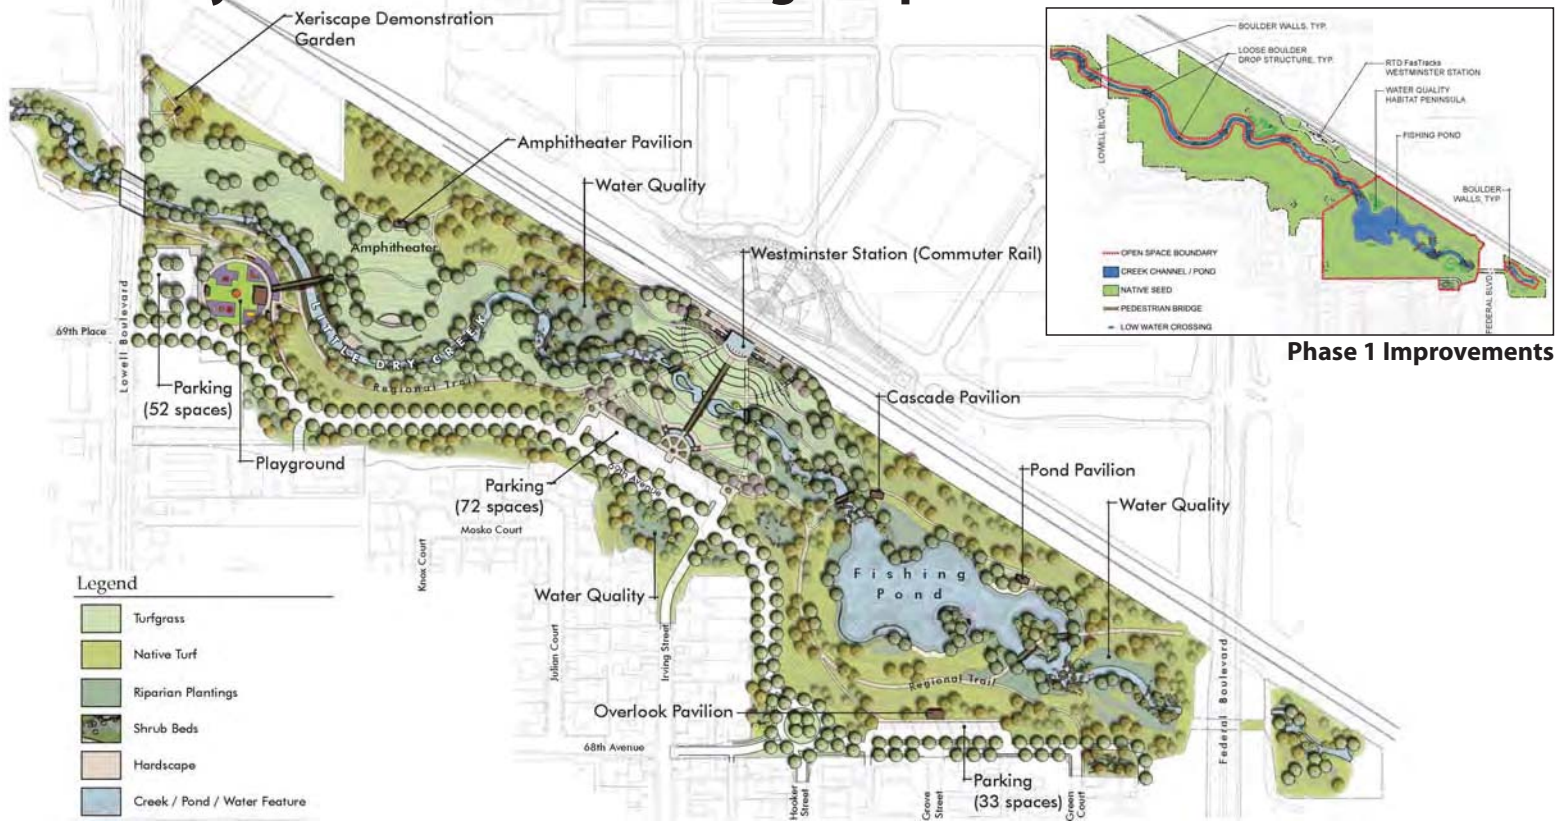 Xeriscape Demonstration
Garden
Amphitheater Pavilion
Water Quality
Amphitheater
Westminster Station (Commuter Rail)
Lowell Boulevard
69th Place
LITTLE DRY CREEK
Regional Trail
Parking
(52 spaces)
Playground
Cascade Pavilion
Pond Pavilion
Water Quality
Parking
(72 spaces)
69th Avenue
Mosko Court
Knox Court
Fishing
Pond
Water Quality
Julian Court
Irving Street
Regional Trail
Overlook Pavilion
68th Avenue
Federal Boulevard
Parking
(33 spaces)
Hooker
Street
Grove
Street
Green
Court
Legend
Turfgrass
Native Turf
Riparian Plantings
Shrub Beds
Hardscape
Creek / Pond / Water Feature
BOULDER WALLS, TYP.
LOOSE BOULDER
DROP STRUCTURE, TYP.
RTD FasTracks
WESTMINSTER STATION
WATER QUALITY
HABITAT PENINSULA
FISHING POND
LOWELL BLVD.
BOULDER
WALLS, TYP
FEDERAL BLVD.
OPEN SPACE BOUNDARY
CREEK CHANNEL / POND
NATIVE SEED
PEDESTRIAN BRIDGE
LOW WATER CROSSING
Phase 1 Improvements